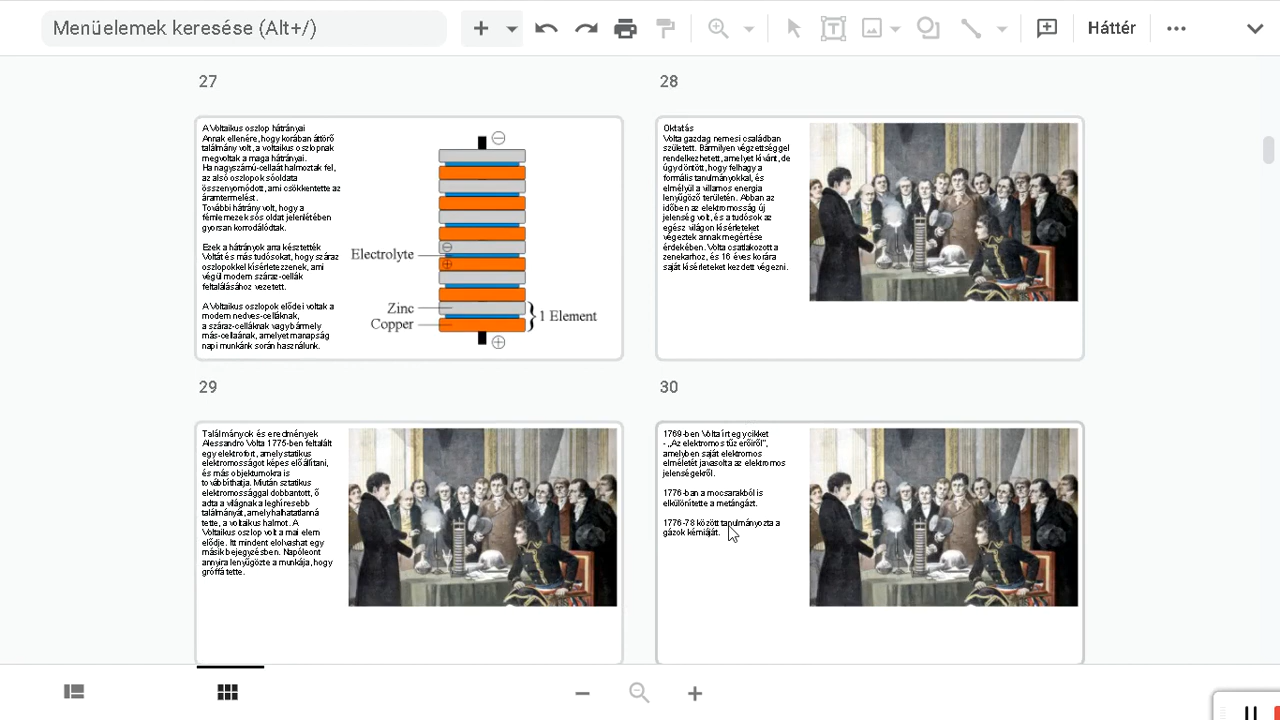 Menüelemek keresése (Alt+/)
Háttér
27
28
A Voltaikus oszlop hátrányai
Annak ellenére, hogy korában áttörő
találmány volt, a voltaikus oszlopnak
megvoltak a maga hátrányai.
Ha nagyszámú-cellaát halmoztak fel,
az alsó oszlopok sóoldata
összenyomódott, ami csökkentette az
áramtermelést.
További hátrány volt, hogy a
fémlemezek sós oldat jelenlétében
gyorsan korrodálódtak.
Ezek a hátrányok arra késztették
Voltát és más tudósokat, hogy száraz
oszlopokkel kísérletezzenek, ami
végül modern száraz-cellák
feltalálásához vezetett.
A Voltaikus oszlopok elődei voltak a
modern nedves-celláknak,
a száraz-celláknak vagy bármely
más-cellaának, amelyet manapság
napi munkánk során használunk.
Electrolyte
Zinc
Copper
1 Element
Oktatás
Volta gazdag nemesi családban
született. Bármilyen végzettséggel
rendelkezhetett, amelyet kívánt, de
úgy döntött, hogy felhagy a
formális tanulmányokkal, és
elmélyül a villamos energia
lenyűgöző területén. Abban az
időben az elektromosság új
jelenség volt, és a tudósok az
egész világon kísérleteket
végeztek annak megértése
érdekében. Volta csatlakozott a
zenekarhoz, és 16 éves korára
saját kísérleteket kezdett végezni.
29
30
Találmányok és eredmények
Alessandro Volta 1775-ben feltalált
egy elektrofort, amely statikus
elektromosságot képes előállítani,
és más objektumokra is
továbbíthatja. Miután sztatikus
elektromossággal dobbantott, ő
adta a világnak a leghíresebb
találmányát, amely halhatatlanná
tette, a voltaikus halmot. A
Voltaikus oszlop volt a mai elem
elődje. Itt mindent elolvashat egy
másik bejegyzésben. Napóleont
annyira lenyűgözte a munkája, hogy
gróffá tette.
1769-ben Volta írt egy cikket
- „Az elektromos tűz erőiről”,
amelyben saját elektromos
elméletét javasolta az elektromos
jelenségekről.
1776-ban a mocsarakból is
elkülönítette a metángázt.
1776-78 között tanulmányozta a
gázok kémiáját.